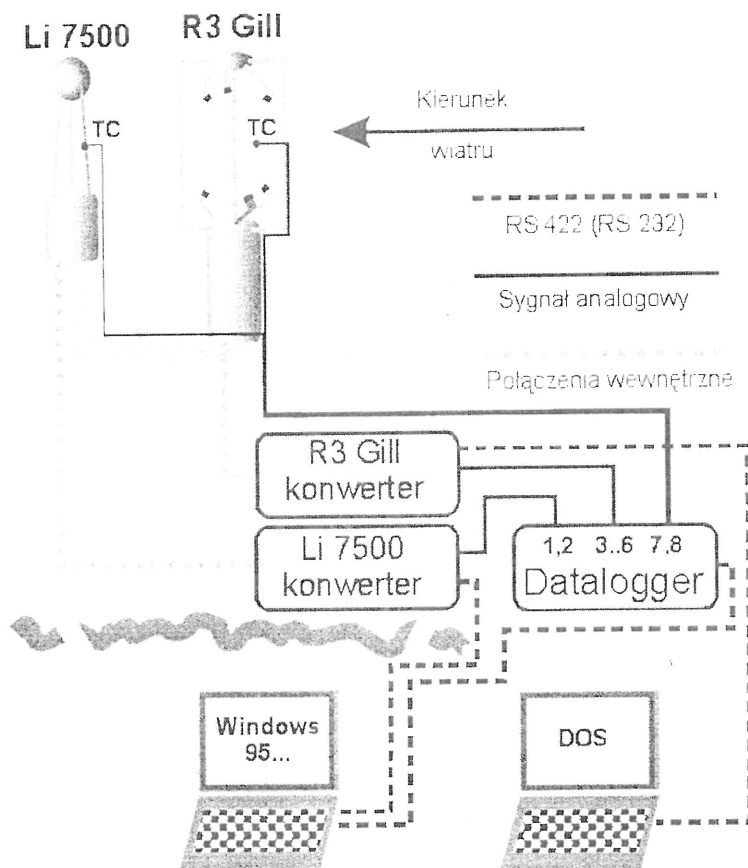 Li 7500
R3 Gill
TC
TC
Kierunek
wiatru
RS 422 (RS 232)
Sygnał analogowy
Połączenia wewnętrzne
R3 Gill
konwerter
Li 7500
konwerter
1,2 3..6 7,8
Datalogger
Windows
95...
DOS